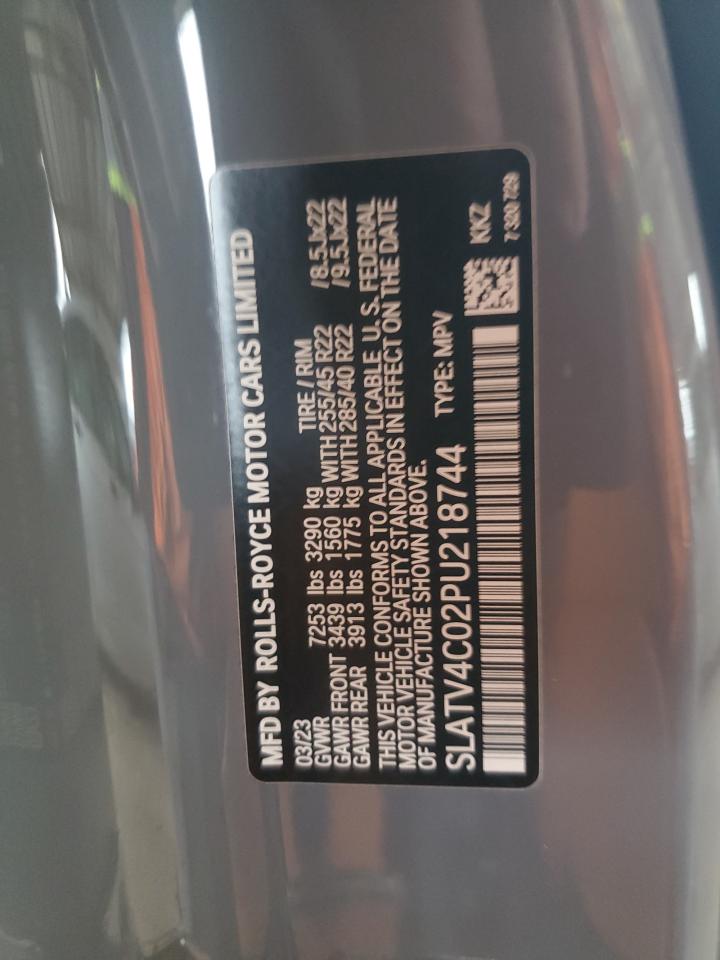 MFD BY ROLLS-ROYCE MOTOR CARS LIMITED
03/23 TIRE / RIM
GVWR 7253 lbs 3290 kg
GAWR FRONT 3439 lbs 1560 kg WITH 255/45 R22 /8.5Jx22
GAWR REAR 3913 lbs 1775 kg WITH 285/40 R22 /9.5Jx22
THIS VEHICLE CONFORMS TO ALL APPLICABLE U. S. FEDERAL
MOTOR VEHICLE SAFETY STANDARDS IN EFFECT ON THE DATE
OF MANUFACTURE SHOWN ABOVE.
SLATV4C02PU218744 TYPE: MPV
KKZ
7 300 729